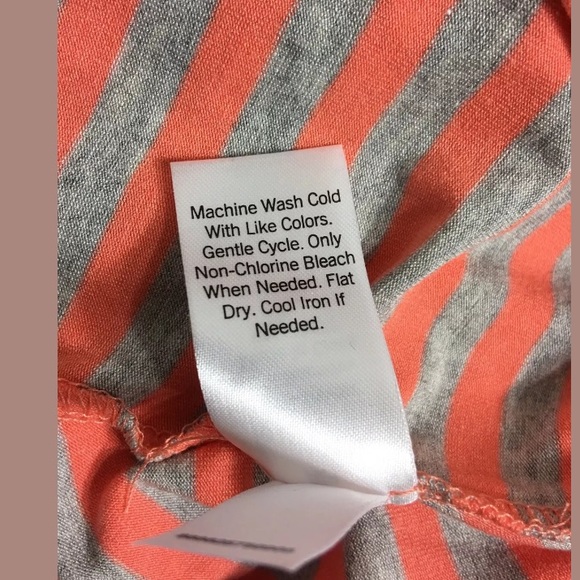 Machine Wash Cold
With Like Colors.
Gentle Cycle. Only
Non-Chlorine Bleach
When Needed. Flat
Dry. Cool Iron If
Needed.